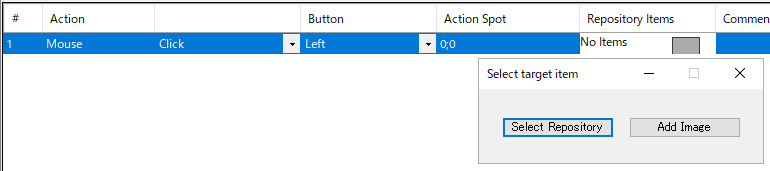 # Action Button Action Spot Repository Items Commen
1 Mouse Click Left 0;0 No Items
Select target item
Select Repository Add Image